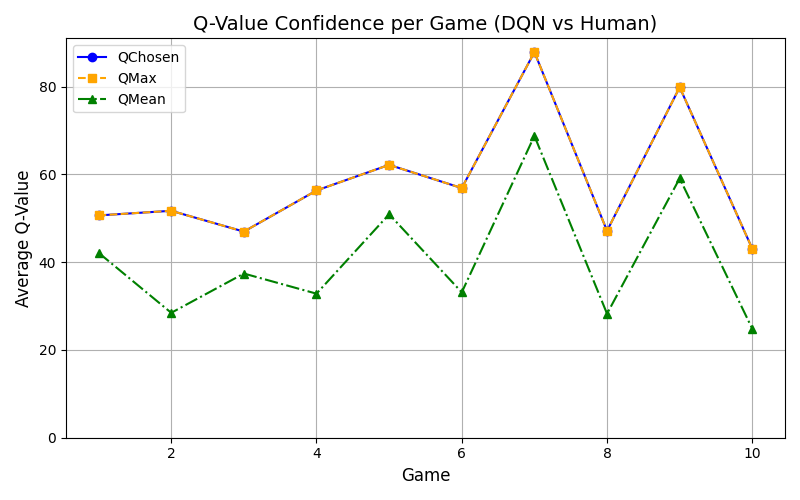 Q-Value Confidence per Game (DQN vs Human)
QChosen
QMax
QMean
Average Q-Value
80
60
40
20
0
2 4 6 8 10
Game